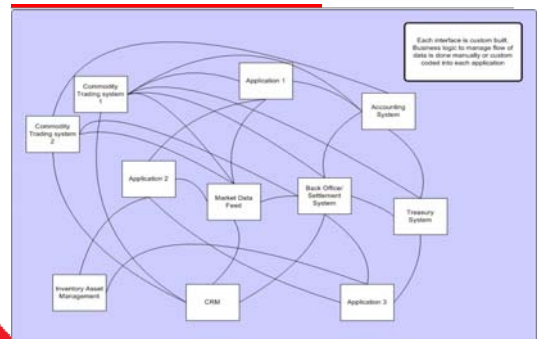 Each interface is custom built.
Business logic to manage flow of
data is done manually or custom
coded into each application
Application 1
Commodity
Trading system
1
Accounting
System
Commodity
Trading system
2
Application 2
Market Data
Feed
Back Office/
Settlement
System
Treasury
System
Inventory Asset
Management
CRM
Application 3